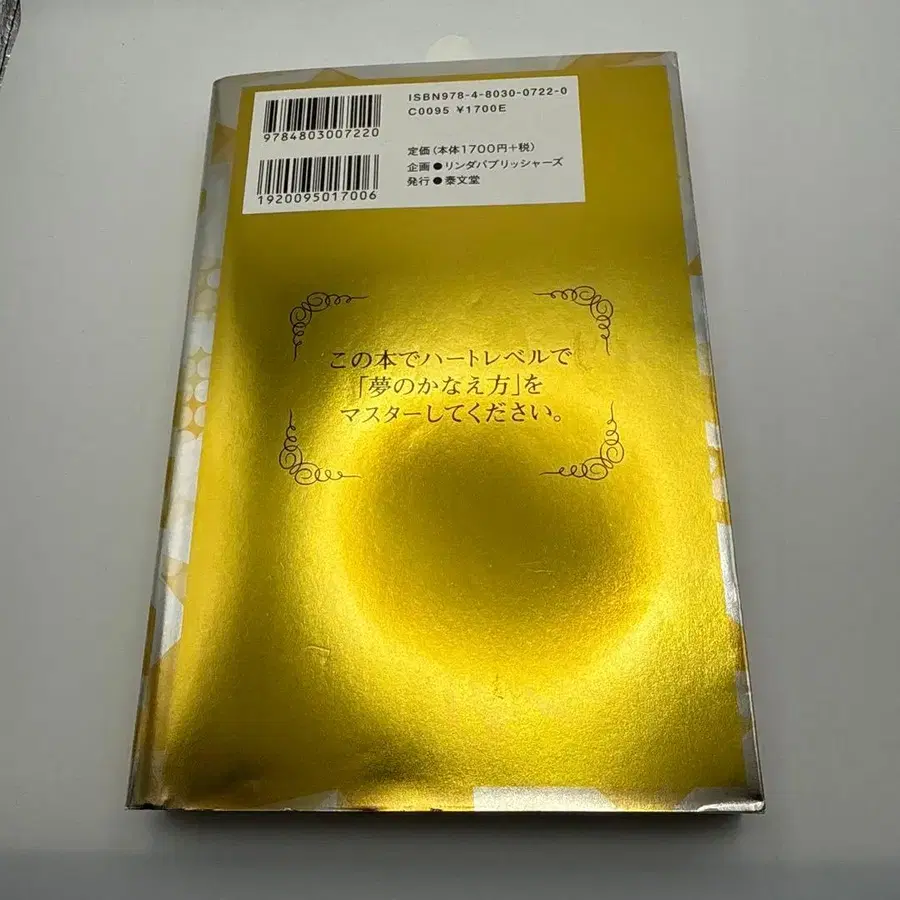 ISBN978-4-8030-0722-0
C0095 ¥1700E
9784803007220
定価(本体1700円+税)
企画●リンダパブリッシャーズ
発行●泰文堂
1920095017006
この本でハートレベルで
「夢のかなえ方」を
マスターしてください。